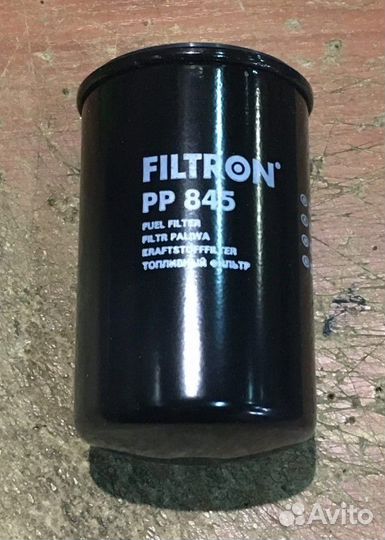 FILTRON®
PP 845
FUEL FILTER
FILTR PALIWA
KRAFTSTOFFFILTER
ТОПЛИВНЫЙ ФИЛЬТР
Avito